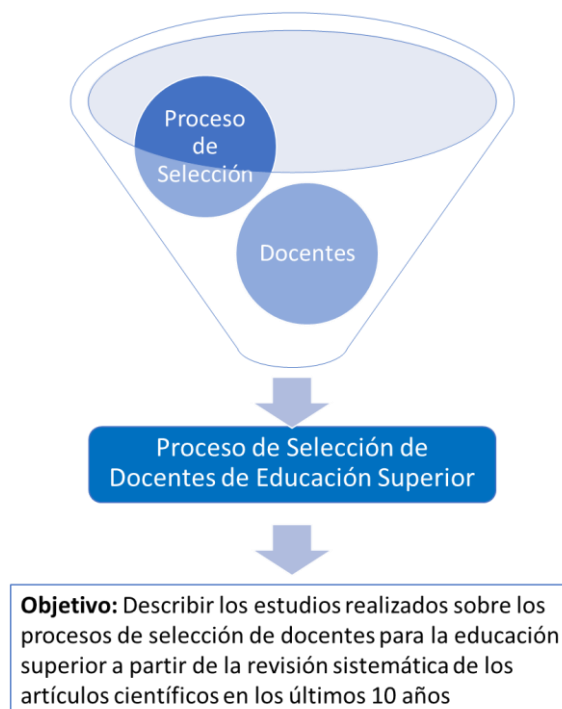 Proceso
de
Selección
Docentes
Proceso de Selección de
Docentes de Educación Superior
Objetivo: Describir los estudios realizados sobre los
procesos de selección de docentes para la educación
superior a partir de la revisión sistemática de los
artículos científicos en los últimos 10 años